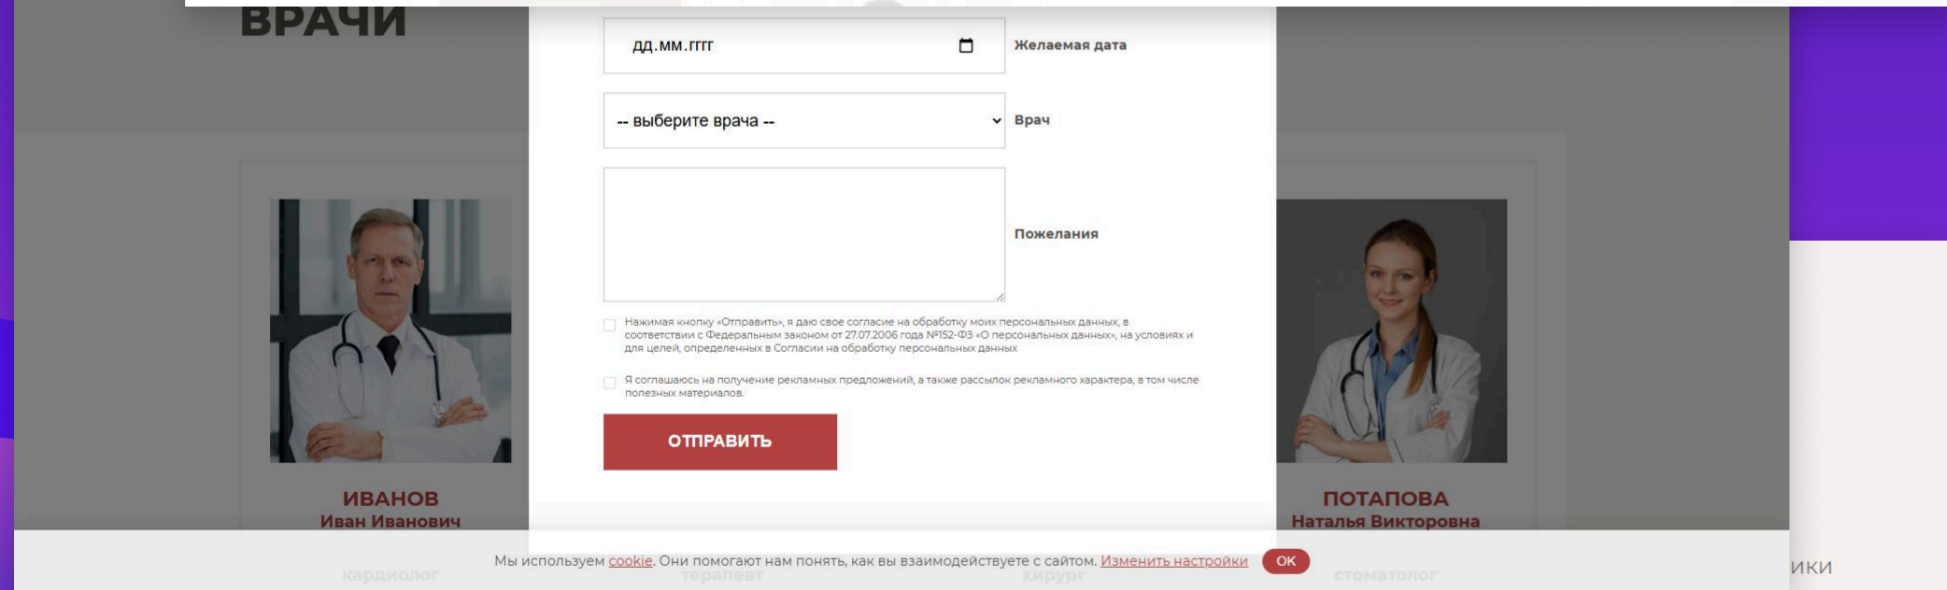 ВРАЧИ
дд.мм.гггг
Желаемая дата
-- выберите врача --
Врач
Пожелания
Нажимая кнопку «Отправить», я даю свое согласие на обработку моих персональных данных, в
соответствии с Федеральным законом от 27.07.2006 года №152-ФЗ «О персональных данных», на условиях и
для целей, определенных в Согласии на обработку персональных данных
Я соглашаюсь на получение рекламных предложений, а также рассылок рекламного характера, в том числе
полезных материалов.
ОТПРАВИТЬ
ИВАНОВ
Иван Иванович
ПОТАПОВА
Наталья Викторовна
Мы используем cookie. Они помогают нам понять, как вы взаимодействуете с сайтом. Изменить настройки
OK
кардиолог
терапевт
хирург
стоматолог
ики